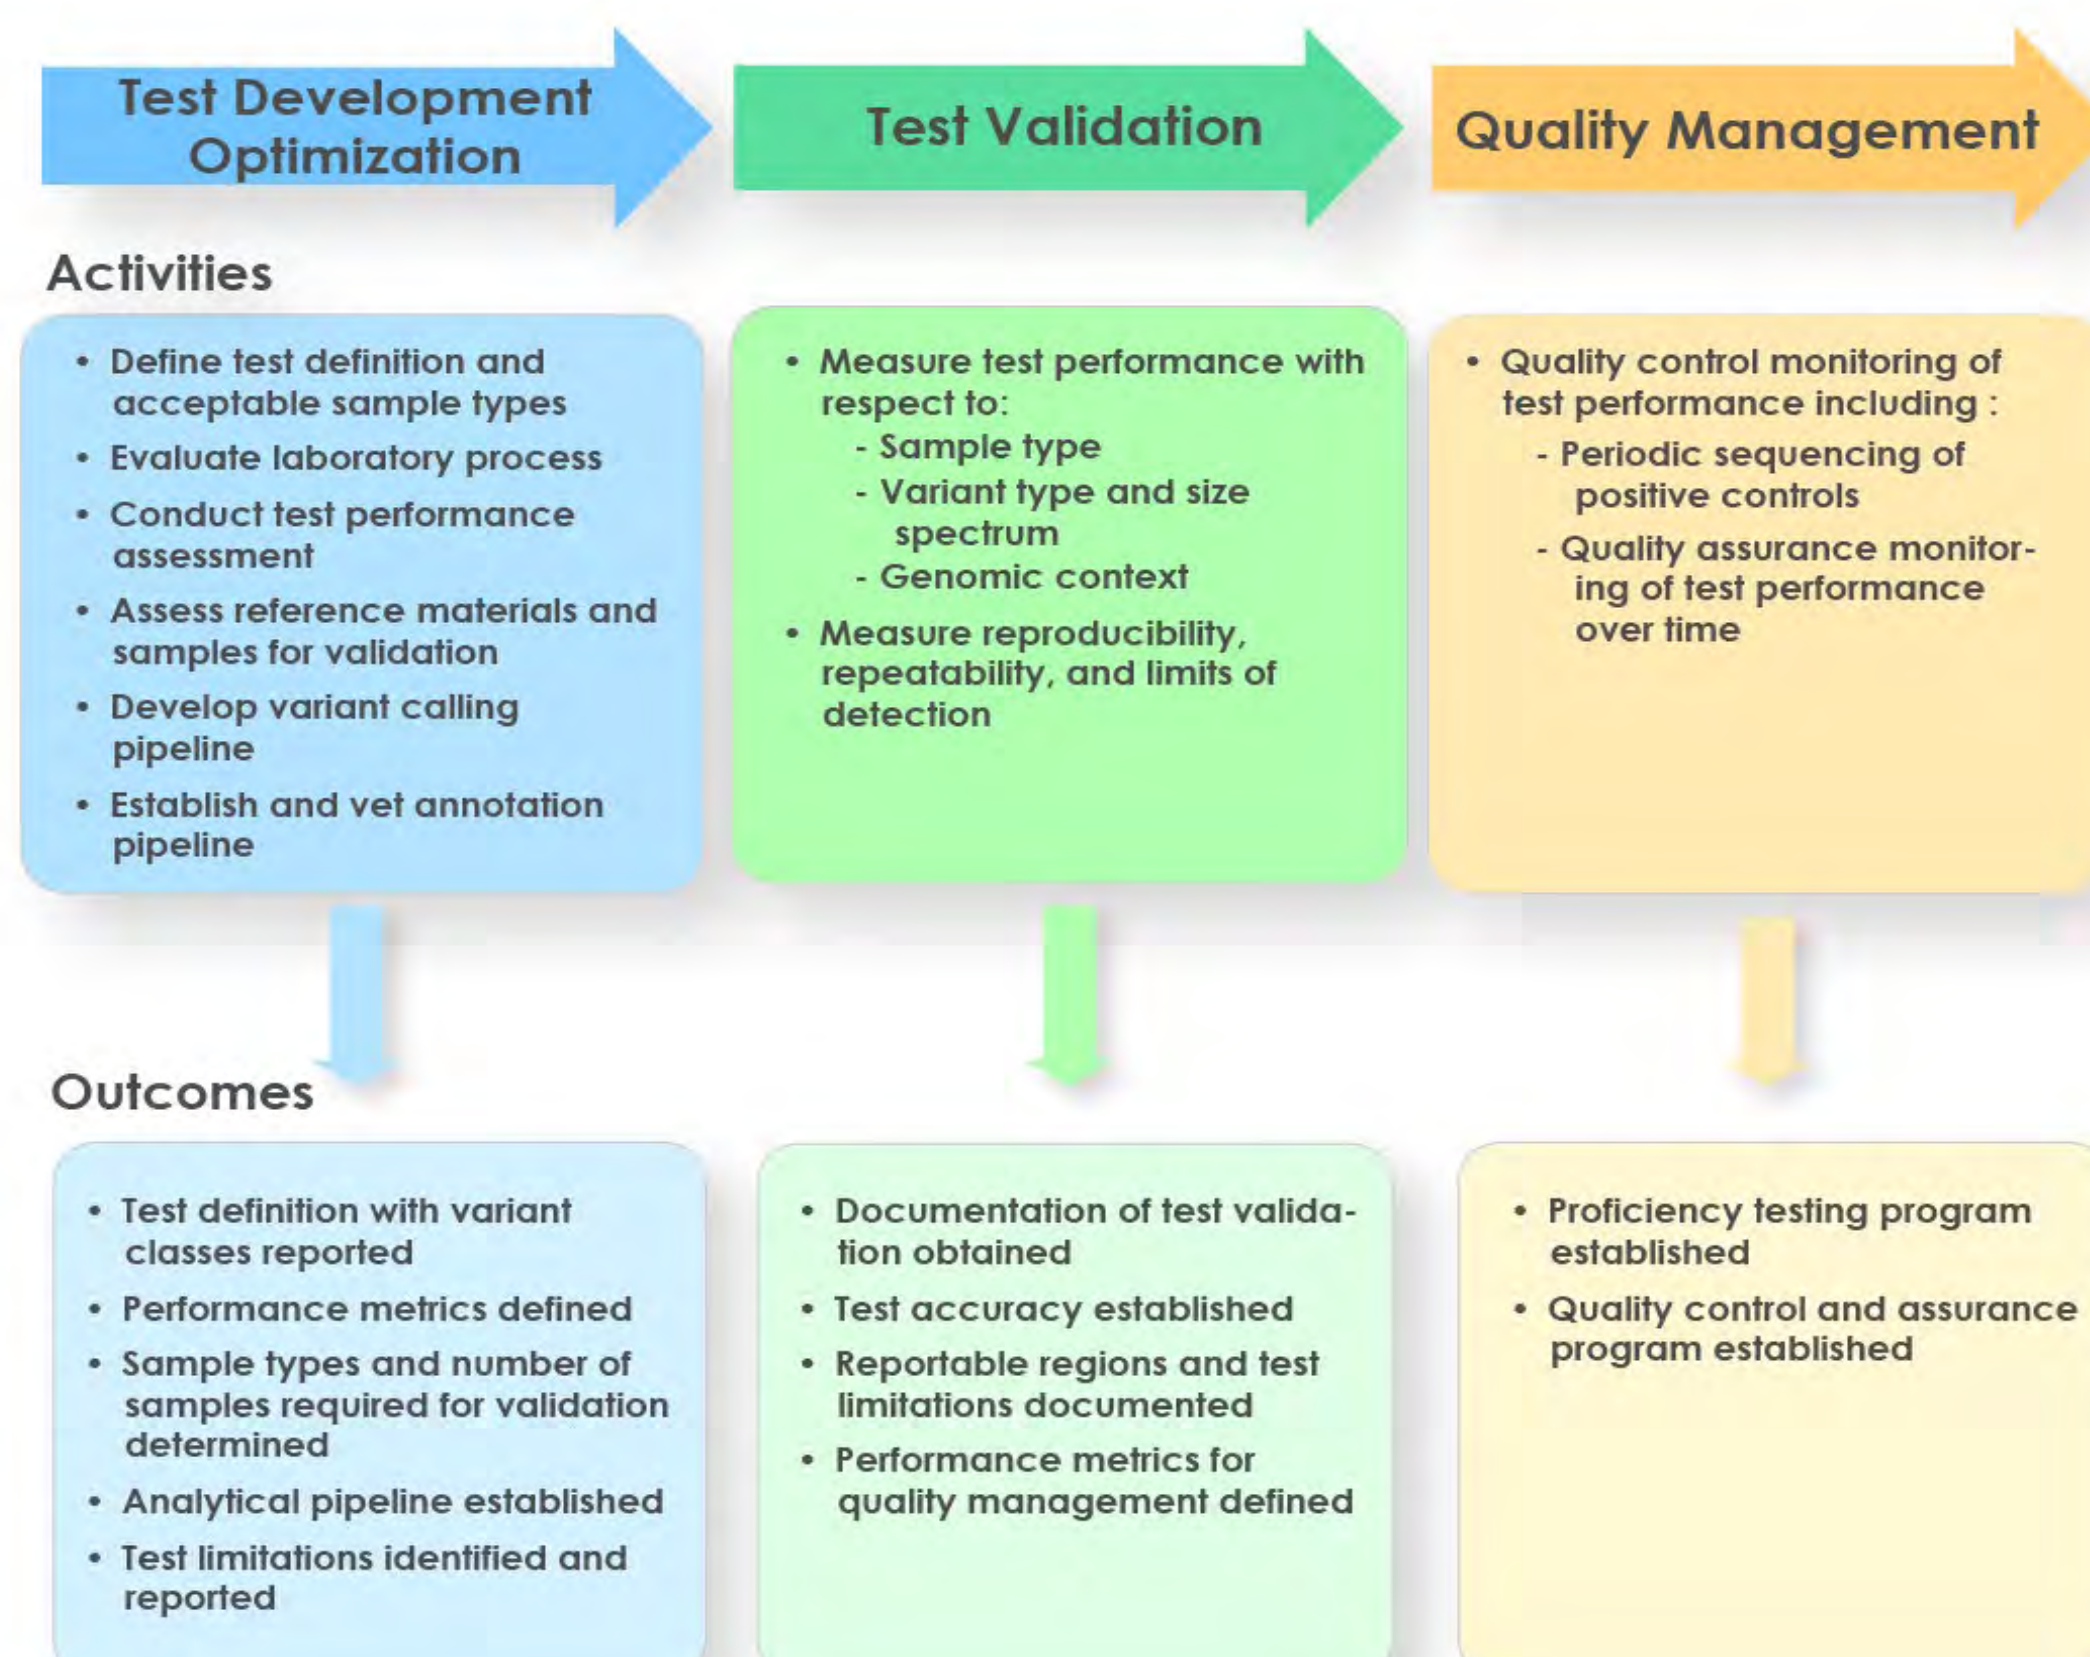 Test Development
Optimization
Test Validation
Quality Management
Activities
• Define test definition and
acceptable sample types
• Evaluate laboratory process
• Conduct test performance
assessment
• Assess reference materials and
samples for validation
• Develop variant calling
pipeline
• Establish and vet annotation
pipeline
• Measure test performance with
respect to:
- Sample type
- Variant type and size
spectrum
- Genomic context
• Measure reproducibility,
repeatability, and limits of
detection
• Quality control monitoring of
test performance including :
- Periodic sequencing of
positive controls
- Quality assurance monitor-
ing of test performance
over time
Outcomes
• Test definition with variant
classes reported
• Performance metrics defined
• Sample types and number of
samples required for validation
determined
• Analytical pipeline established
• Test limitations identified and
reported
• Documentation of test valida-
tion obtained
• Test accuracy established
• Reportable regions and test
limitations documented
• Performance metrics for
quality management defined
• Proficiency testing program
established
• Quality control and assurance
program established